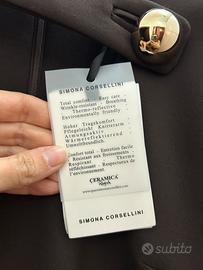 SIMONA CORSELLINI
Total comfort - Easy care -
Wrinkle-resistant - Breathing
Thermo-reflective
Environmentally friendly
Hoher Tragekomfort -
Pflegeleicht Knitterarm -
Atmungsaktiv -
Wärmereflektierend -
Umweltfreundlich.
Comfort total - Entretien facile
Résistant aux froissements -
Respirant - Thermo
réfléchissant - Respectueux de
l'environnement
CERAMICA
SIMONA CORSELLINI
subito